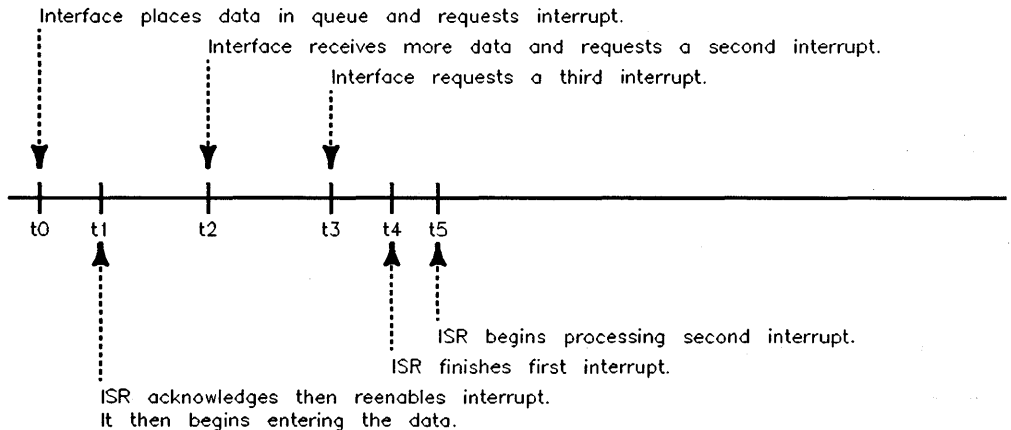 Interface places data in queue and requests interrupt.
Interface receives more data and requests a second interrupt.
Interface requests a third interrupt.
t0 t1 t2 t3 t4 t5
ISR begins processing second interrupt.
ISR finishes first interrupt.
ISR acknowledges then reenables interrupt.
It then begins entering the data.